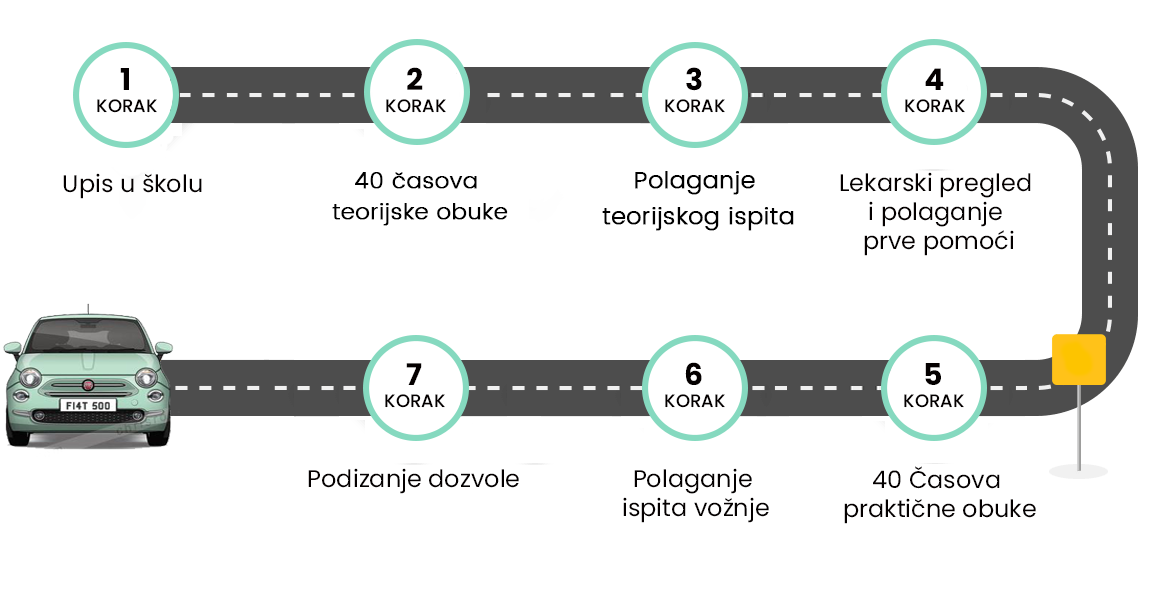 1
KORAK
Upis u školu
2
KORAK
40 časova
teorijske obuke
3
KORAK
Polaganje
teorijskog ispita
4
KORAK
Lekarski pregled
i polaganje
prve pomoći
5
KORAK
40 Časova
praktične obuke
6
KORAK
Polaganje
ispita vožnje
7
KORAK
Podizanje dozvole
F14T 500